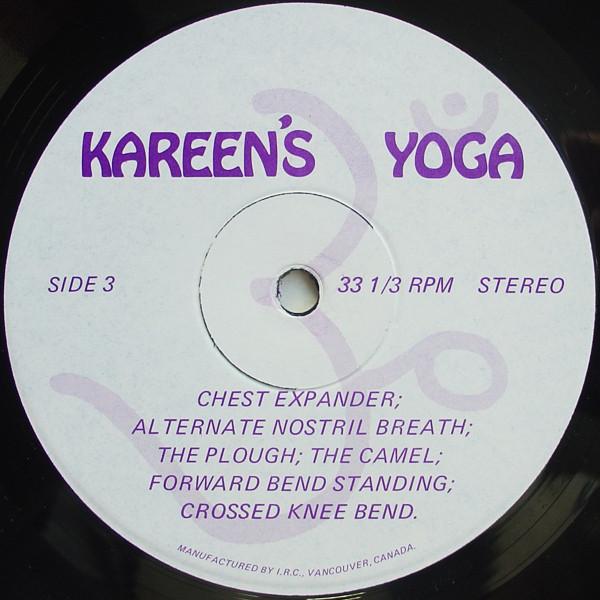 KAREEN'S YOGA
SIDE 3 33 1/3 RPM STEREO
CHEST EXPANDER;
ALTERNATE NOSTRIL BREATH;
THE PLOUGH; THE CAMEL;
FORWARD BEND STANDING;
CROSSED KNEE BEND.
MANUFACTURED BY I.R.C., VANCOUVER, CANADA.